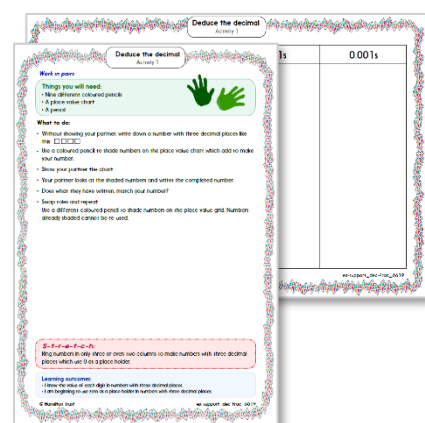 Deduce the decimal
Activity 1
1s
0.001s
ex-support_dec-frac_6619
Deduce the decimal
Activity 1
Work in pairs
Things you will need:
• Nine different coloured pencils
• A place value chart
• A pencil
What to do:
• Without showing your partner, write down a number with three decimal places like
this: □.□□□
• Use a coloured pencil to shade numbers on the place value chart which add to make
your number.
• Show your partner the chart.
• Your partner looks at the shaded numbers and writes the completed number.
• Does what they have written, match your number?
• Swap roles and repeat.
Use a different coloured pencil to shade numbers on the place value grid. Numbers
already shaded cannot be re-used.
S-t-r-e-t-c-h:
Ring numbers in only three or even two columns to make numbers with three decimal
places which use 0 as a place holder.
Learning outcomes:
• I know the value of each digit in numbers with three decimal places.
• I am beginning to use zero as a place holder in numbers with three decimal places.
© Hamilton Trust
ex-support_dec-frac_6619